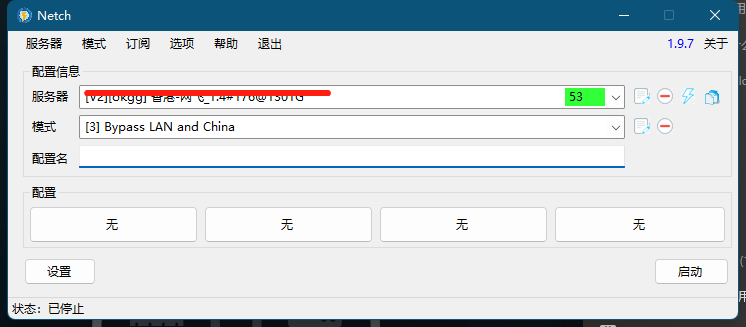 Netch
服务器 模式 订阅 选项 帮助 退出 1.9.7 关于
配置信息
服务器 53
模式 [3] Bypass LAN and China
配置名
配置
无 无 无 无
设置 启动
状态：已停止